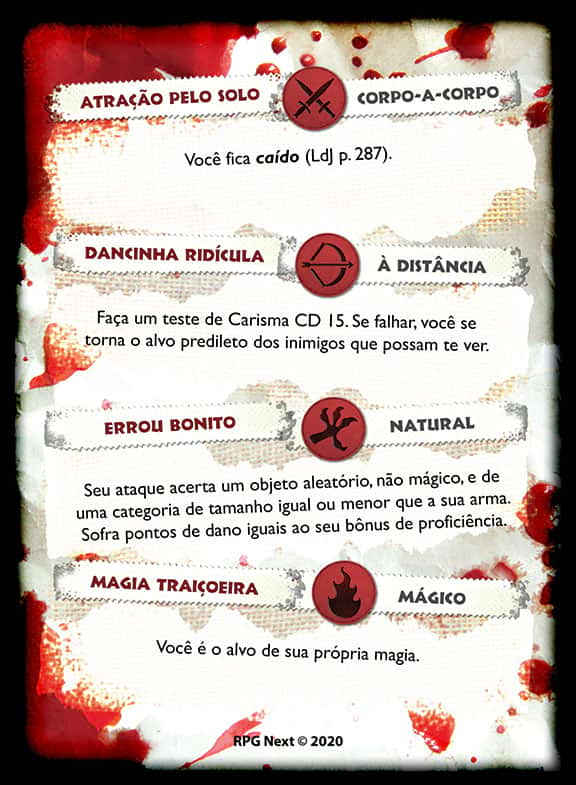 ATRAÇÃO PELO SOLO CORPO-A-CORPO
Você fica caído (LdJ p. 287).
DANCINHA RIDÍCULA À DISTÂNCIA
Faça um teste de Carisma CD 15. Se falhar, você se
torna o alvo predileto dos inimigos que possam te ver.
ERROU BONITO NATURAL
Seu ataque acerta um objeto aleatório, não mágico, e de
uma categoria de tamanho igual ou menor que a sua arma.
Sofra pontos de dano iguais ao seu bônus de proficiência.
MAGIA TRAIÇOEIRA MÁGICO
Você é o alvo de sua própria magia.
RPG Next © 2020